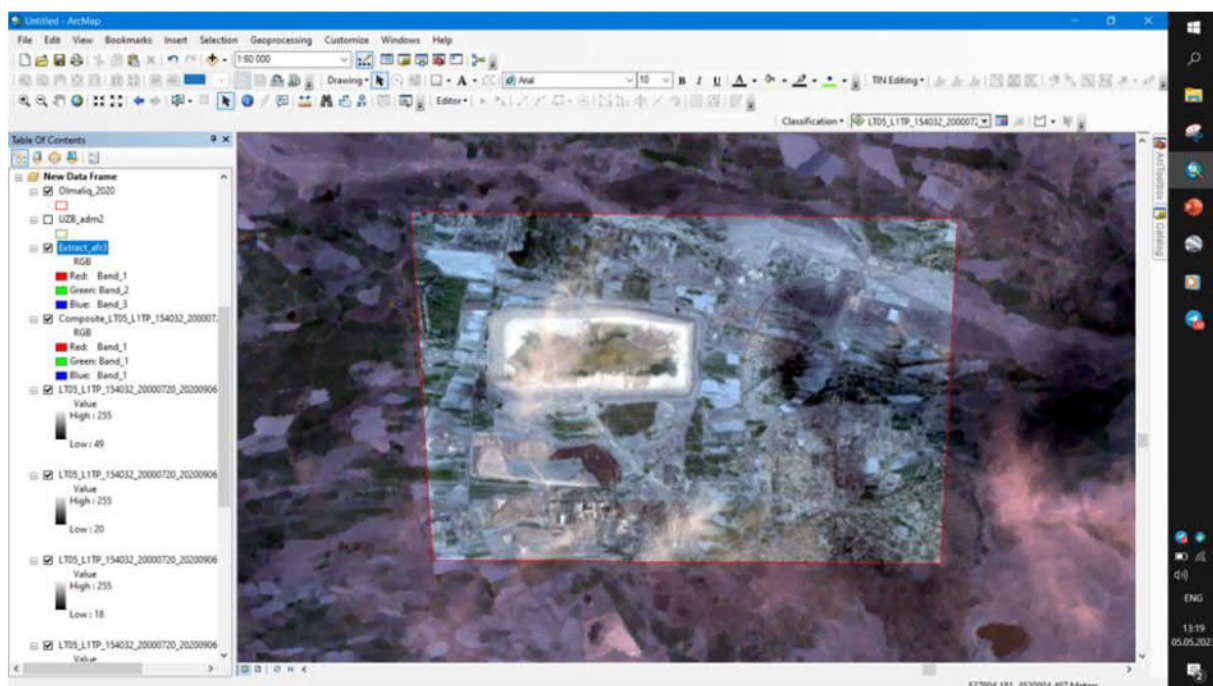 Untitled - ArcMap
File Edit View Bookmarks Insert Selection Geoprocessing Customize Windows Help
1:60 000
Drawing Arial 10 B I U A TIN Editing
Editor
Classification LT05_L1TP_154032_200007
Table Of Contents
New Data Frame
Olmaliq_2020
UZB_adm2
RGB
Red: Band_1
Green: Band_2
Blue: Band_3
Composite_LT05_L1TP_154032_200007
RGB
Red: Band_1
Green: Band_1
Blue: Band_1
LT05_L1TP_154032_20000720_20200906
Value
High : 255
Low : 49
LT05_L1TP_154032_20000720_20200906
Value
High : 255
Low : 20
LT05_L1TP_154032_20000720_20200906
Value
High : 255
Low : 18
LT05_L1TP_154032_20000720_20200906
Value
ArcToolbox
Catalog
ENG
13:19
05.05.202